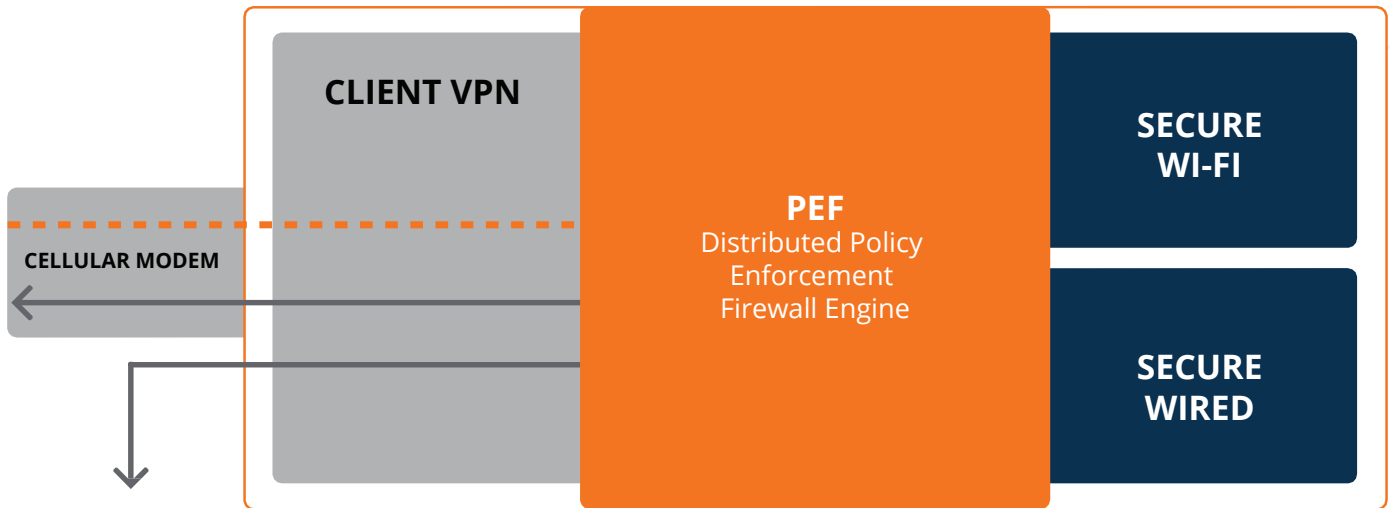 CLIENT VPN
CELLULAR MODEM
PEF
Distributed Policy
Enforcement
Firewall Engine
SECURE
WI-FI
SECURE
WIRED